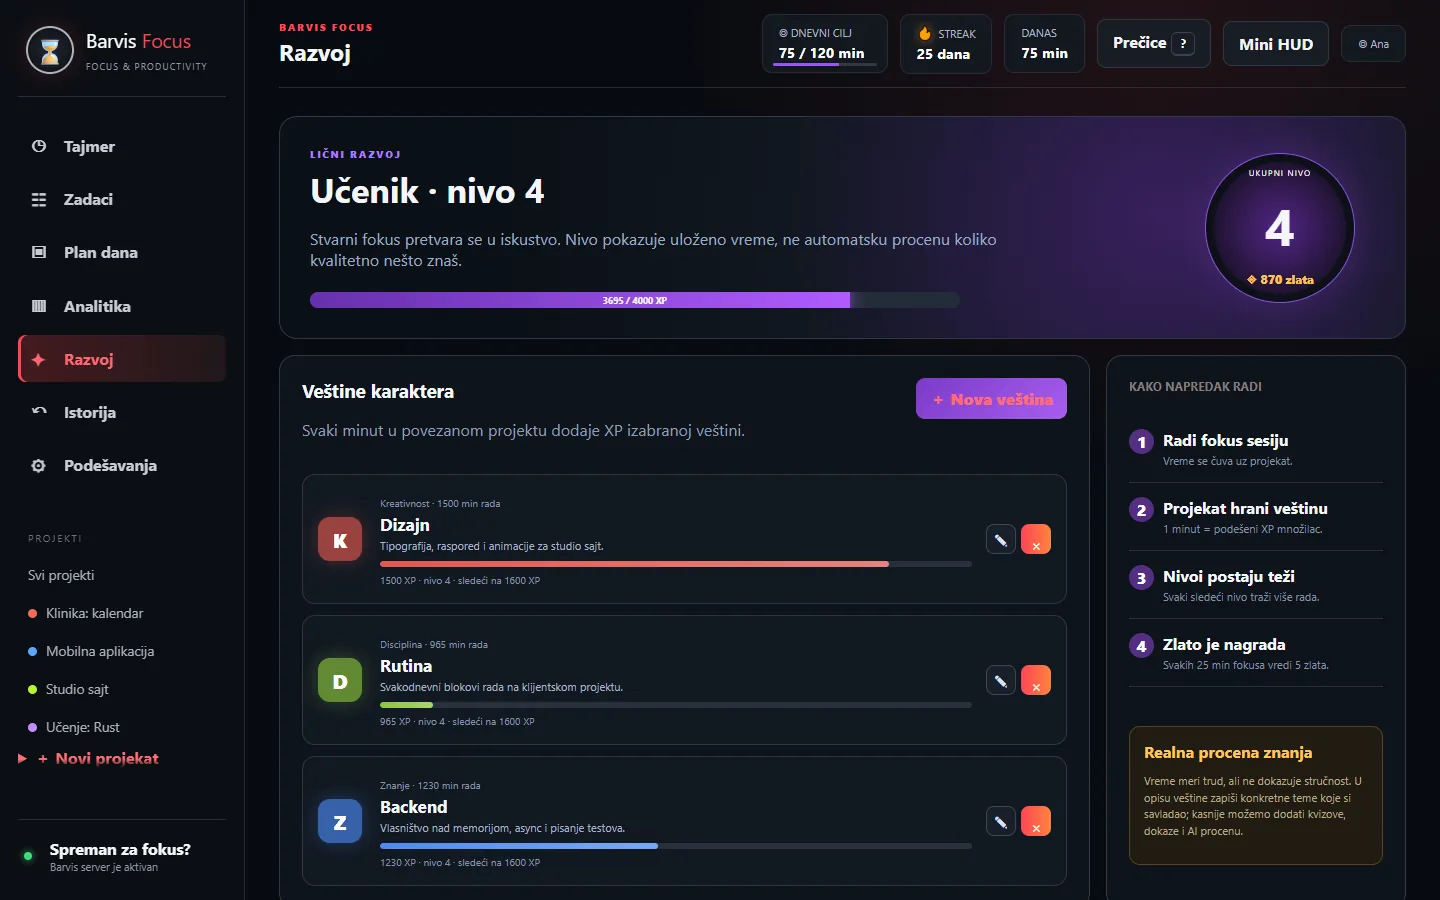 Barvis Focus
FOCUS & PRODUCTIVITY
Tajmer
Zadaci
Plan dana
Analitika
Razvoj
Istorija
Podešavanja
PROJEKTI
Svi projekti
Klinika: kalendar
Mobilna aplikacija
Studio sajt
Učenje: Rust
+ Novi projekat
Spreman za fokus?
Barvis server je aktivan
BARVIS FOCUS
Razvoj
DNEVNI CILJ
75 / 120 min
STREAK
25 dana
DANAS
75 min
Prečice ?
Mini HUD
Ana
LIČNI RAZVOJ
Učenik · nivo 4
Stvarni fokus pretvara se u iskustvo. Nivo pokazuje uloženo vreme, ne automatsku procenu koliko
kvalitetno nešto znaš.
3695 / 4000 XP
UKUPNI NIVO
4
870 zlata
Veštine karaktera
Svaki minut u povezanom projektu dodaje XP izabranoj veštini.
+ Nova veština
K
Kreativnost · 1500 min rada
Dizajn
Tipografija, raspored i animacije za studio sajt.
1500 XP · nivo 4 · sledeći na 1600 XP
D
Disciplina · 965 min rada
Rutina
Svakodnevni blokovi rada na klijentskom projektu.
965 XP · nivo 4 · sledeći na 1600 XP
Z
Znanje · 1230 min rada
Backend
Vlasništvo nad memorijom, async i pisanje testova.
1230 XP · nivo 4 · sledeći na 1600 XP
KAKO NAPREDAK RADI
1 Radi fokus sesiju
Vreme se čuva uz projekat.
2 Projekat hrani veštinu
1 minut = podešeni XP množilac.
3 Nivoi postaju teži
Svaki sledeći nivo traži više rada.
4 Zlato je nagrada
Svakih 25 min fokusa vredi 5 zlata.
Realna procena znanja
Vreme meri trud, ali ne dokazuje stručnost. U
opisu veštine zapiši konkretne teme koje si
savladao; kasnije možemo dodati kvizove,
dokaze i AI procenu.